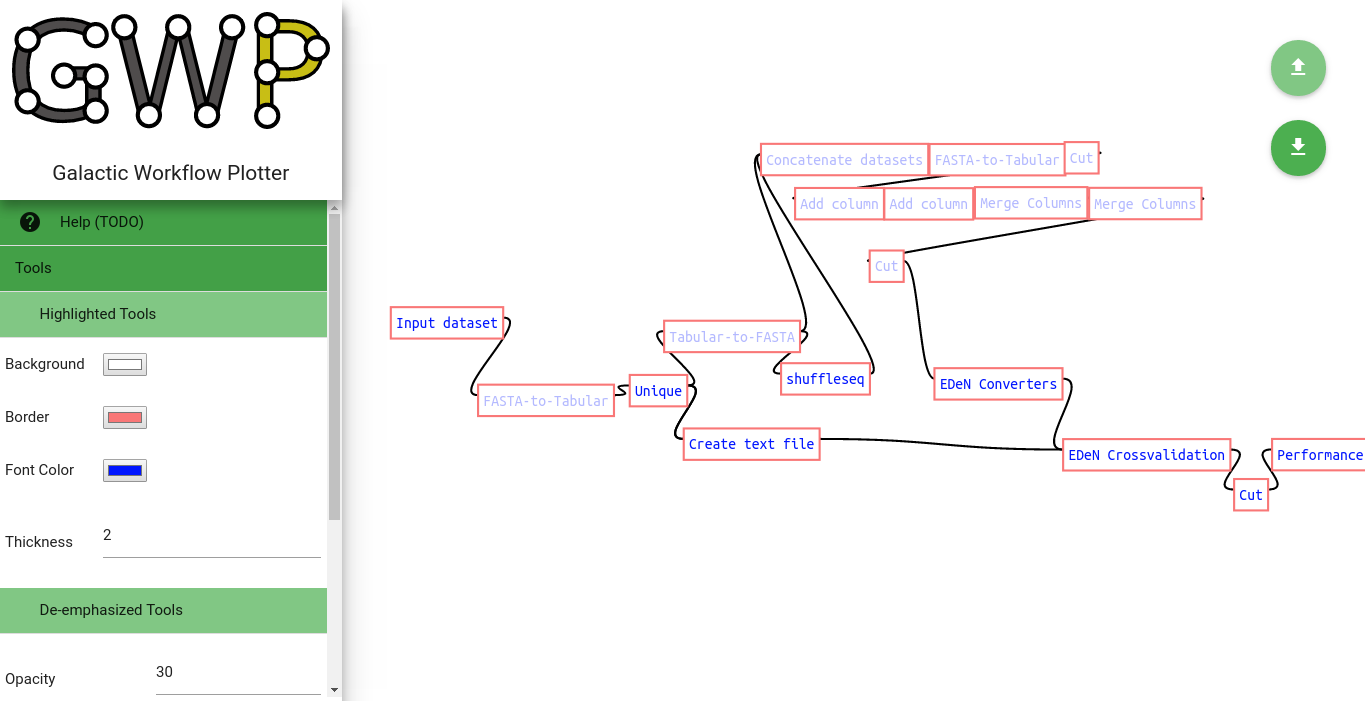 GWP
Galactic Workflow Plotter
? Help (TODO)
Tools
Highlighted Tools
Background
Border
Font Color
Thickness 2
De-emphasized Tools
Opacity 30
Concatenate datasets FASTA-to-Tabular Cut
Add column Add column Merge Columns Merge Columns
Cut
Input dataset
Tabular-to-FASTA
shuffleseq
EDeN Converters
FASTA-to-Tabular
Unique
Create text file
EDeN Crossvalidation
Performance
Cut